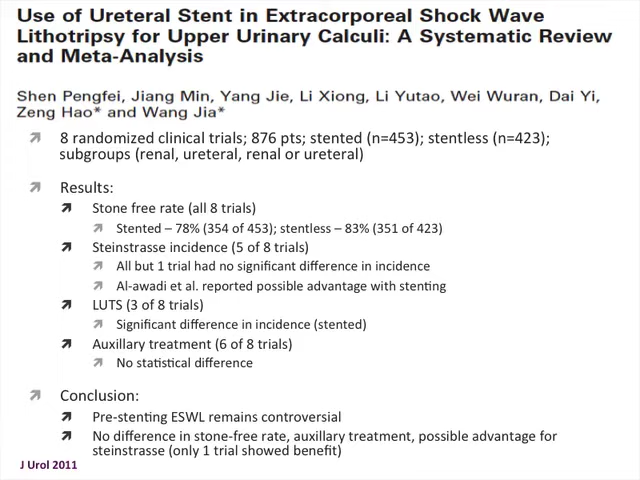 Use of Ureteral Stent in Extracorporeal Shock Wave
Lithotripsy for Upper Urinary Calculi: A Systematic Review
and Meta-Analysis
Shen Pengfei, Jiang Min, Yang Jie, Li Xiong, Li Yutao, Wei Wuran, Dai Yi,
Zeng Hao* and Wang Jia*
8 randomized clinical trials; 876 pts; stented (n=453); stentless (n=423);
subgroups (renal, ureteral, renal or ureteral)
Results:
Stone free rate (all 8 trials)
Stented – 78% (354 of 453); stentless – 83% (351 of 423)
Steinstrasse incidence (5 of 8 trials)
All but 1 trial had no significant difference in incidence
Al-awadi et al. reported possible advantage with stenting
LUTS (3 of 8 trials)
Significant difference in incidence (stented)
Auxillary treatment (6 of 8 trials)
No statistical difference
Conclusion:
Pre-stenting ESWL remains controversial
No difference in stone-free rate, auxillary treatment, possible advantage for
steinstrasse (only 1 trial showed benefit)
J Urol 2011